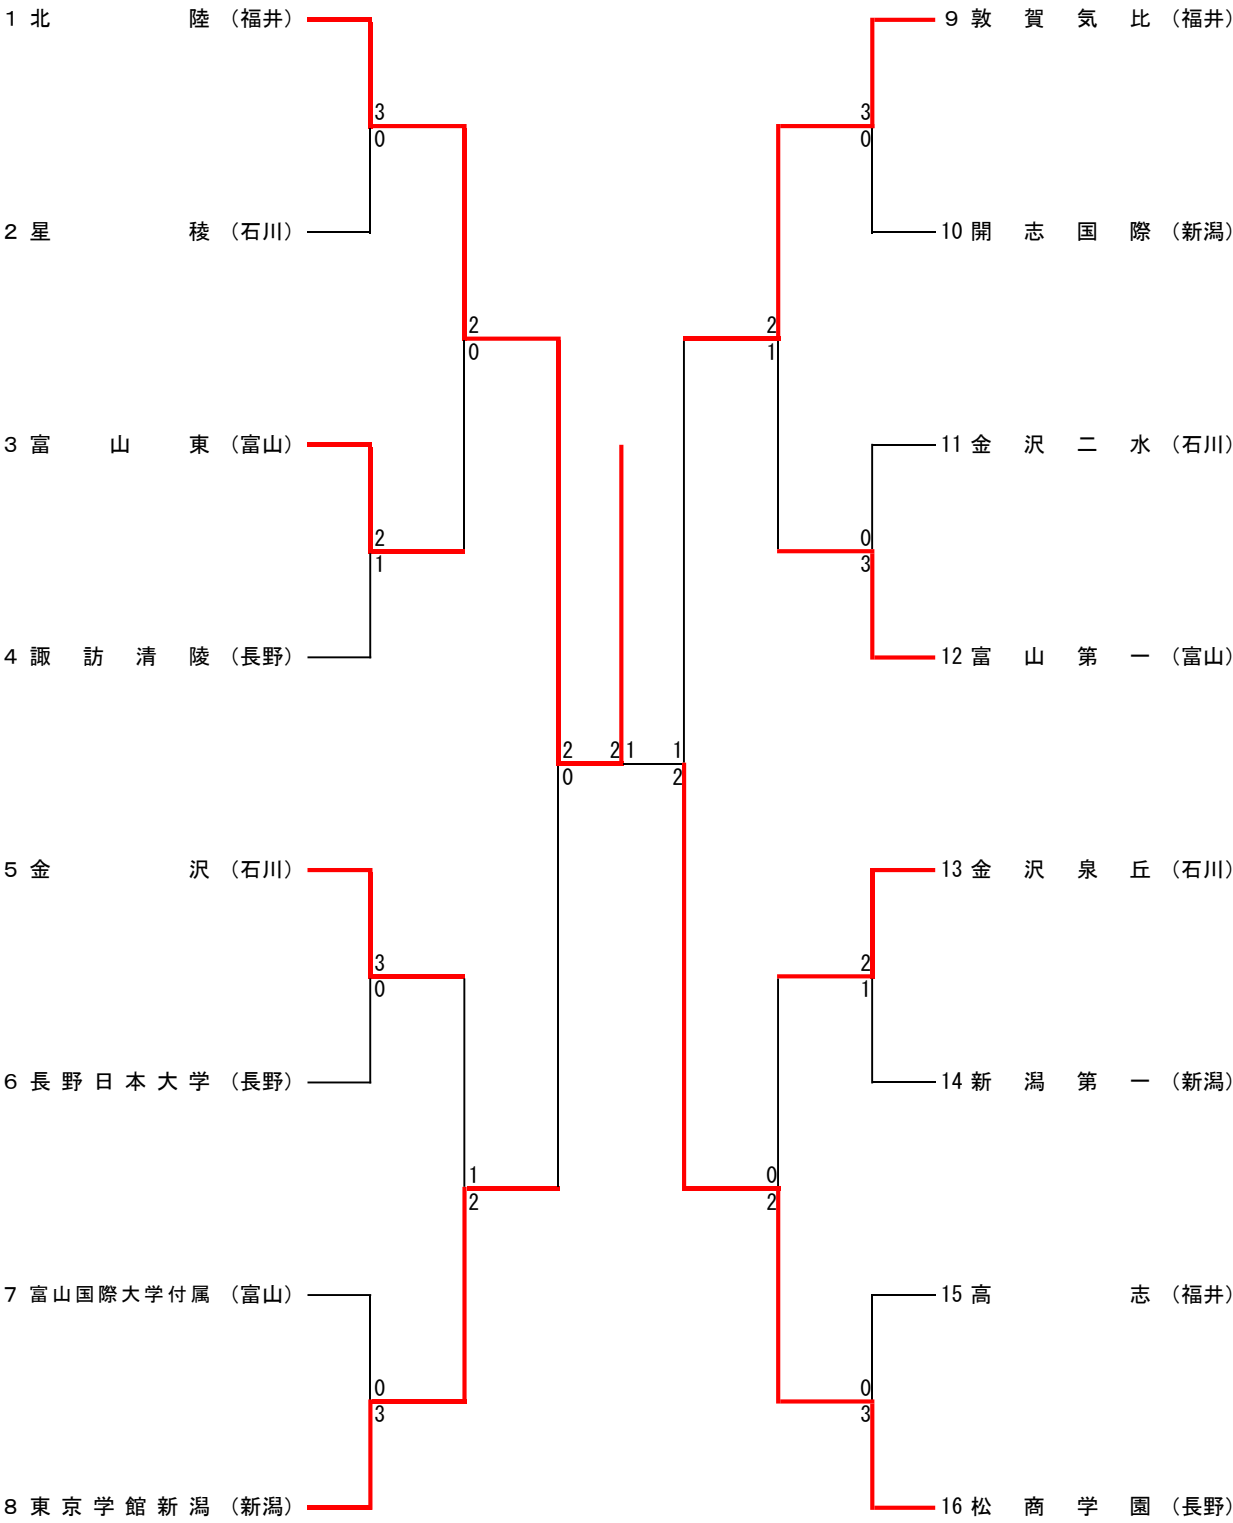 1 北陸 (福井)
3
0
2 星稜 (石川)
2
0
3 富山東 (富山)
2
1
4 諏訪清陵 (長野)
2 2 1 1
0 2
5 金沢 (石川)
3
0
6 長野日本大学 (長野)
1
2
7 富山国際大学付属 (富山)
0
3
8 東京学館新潟 (新潟)
9 敦賀気比 (福井)
3
0
10 開志国際 (新潟)
2
1
11 金沢二水 (石川)
0
3
12 富山第一 (富山)
13 金沢泉丘 (石川)
2
1
14 新潟第一 (新潟)
0
2
15 高志 (福井)
0
3
16 松商学園 (長野)